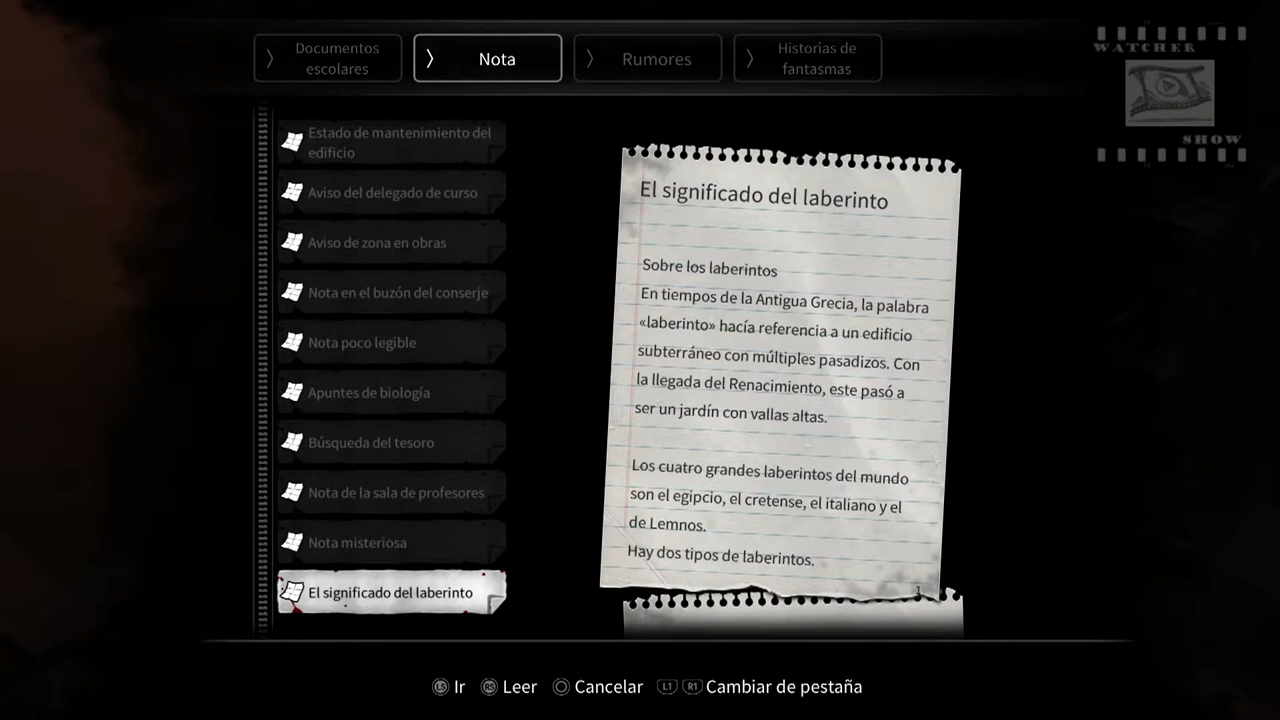 Documentos
escolares
Nota
Rumores
Historias de
fantasmas
WATCHER
SHOW
Estado de mantenimiento del
edificio
Aviso del delegado de curso
Aviso de zona en obras
Nota en el buzón del conserje
Nota poco legible
Apuntes de biología
Búsqueda del tesoro
Nota de la sala de profesores
Nota misteriosa
El significado del laberinto
El significado del laberinto
Sobre los laberintos
En tiempos de la Antigua Grecia, la palabra
«laberinto» hacía referencia a un edificio
subterráneo con múltiples pasadizos. Con
la llegada del Renacimiento, este pasó a
ser un jardín con vallas altas.
Los cuatro grandes laberintos del mundo
son el egipcio, el cretense, el italiano y el
de Lemnos.
Hay dos tipos de laberintos.
1
LS Ir RS Leer Cancelar L1 R1 Cambiar de pestaña